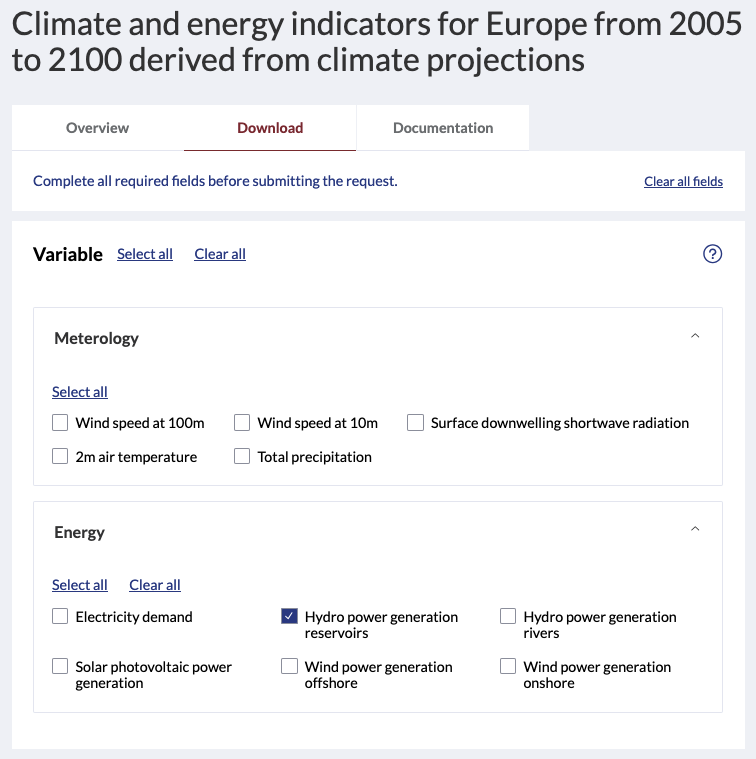 Climate and energy indicators for Europe from 2005
to 2100 derived from climate projections
Overview Download Documentation
Complete all required fields before submitting the request. Clear all fields
Variable Select all Clear all ?
Meterology
Select all
Wind speed at 100m Wind speed at 10m Surface downwelling shortwave radiation
2m air temperature Total precipitation
Energy
Select all Clear all
Electricity demand
Hydro power generation
reservoirs
Hydro power generation
rivers
Solar photovoltaic power
generation
Wind power generation
offshore
Wind power generation
onshore